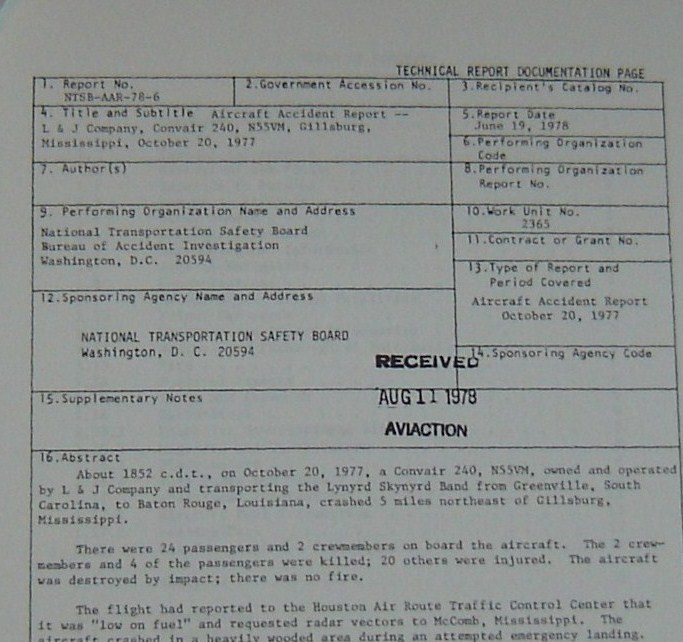 TECHNICAL REPORT DOCUMENTATION PAGE
1. Report No.
NTSB-AAR-78-6
2.Government Accession No.
3.Recipient's Catalog No.
4. Title and Subtitle Aircraft Accident Report --
L & J Company, Convair 240, N55VM, Gillsburg,
Mississippi, October 20, 1977
5.Report Date
June 19, 1978
6.Performing Organization
Code
7. Author(s)
8.Performing Organization
Report No.
9. Performing Organization Name and Address
National Transportation Safety Board
Bureau of Accident Investigation
Washington, D.C. 20594
10.Work Unit No.
2365
11.Contract or Grant No.
13.Type of Report and
Period Covered
Aircraft Accident Report
October 20, 1977
12.Sponsoring Agency Name and Address
NATIONAL TRANSPORTATION SAFETY BOARD
Washington, D. C. 20594
14.Sponsoring Agency Code
RECEIVED
AUG 11 1978
AVIACTION
15.Supplementary Notes
16.Abstract
About 1852 c.d.t., on October 20, 1977, a Convair 240, N55VM, owned and operated
by L & J Company and transporting the Lynyrd Skynyrd Band from Greenville, South
Carolina, to Baton Rouge, Louisiana, crashed 5 miles northeast of Gillsburg,
Mississippi.
There were 24 passengers and 2 crewmembers on board the aircraft. The 2 crew-
members and 4 of the passengers were killed; 20 others were injured. The aircraft
was destroyed by impact; there was no fire.
The flight had reported to the Houston Air Route Traffic Control Center that
it was "low on fuel" and requested radar vectors to McComb, Mississippi. The
aircraft crashed in a heavily wooded area during an attempted emergency landing.